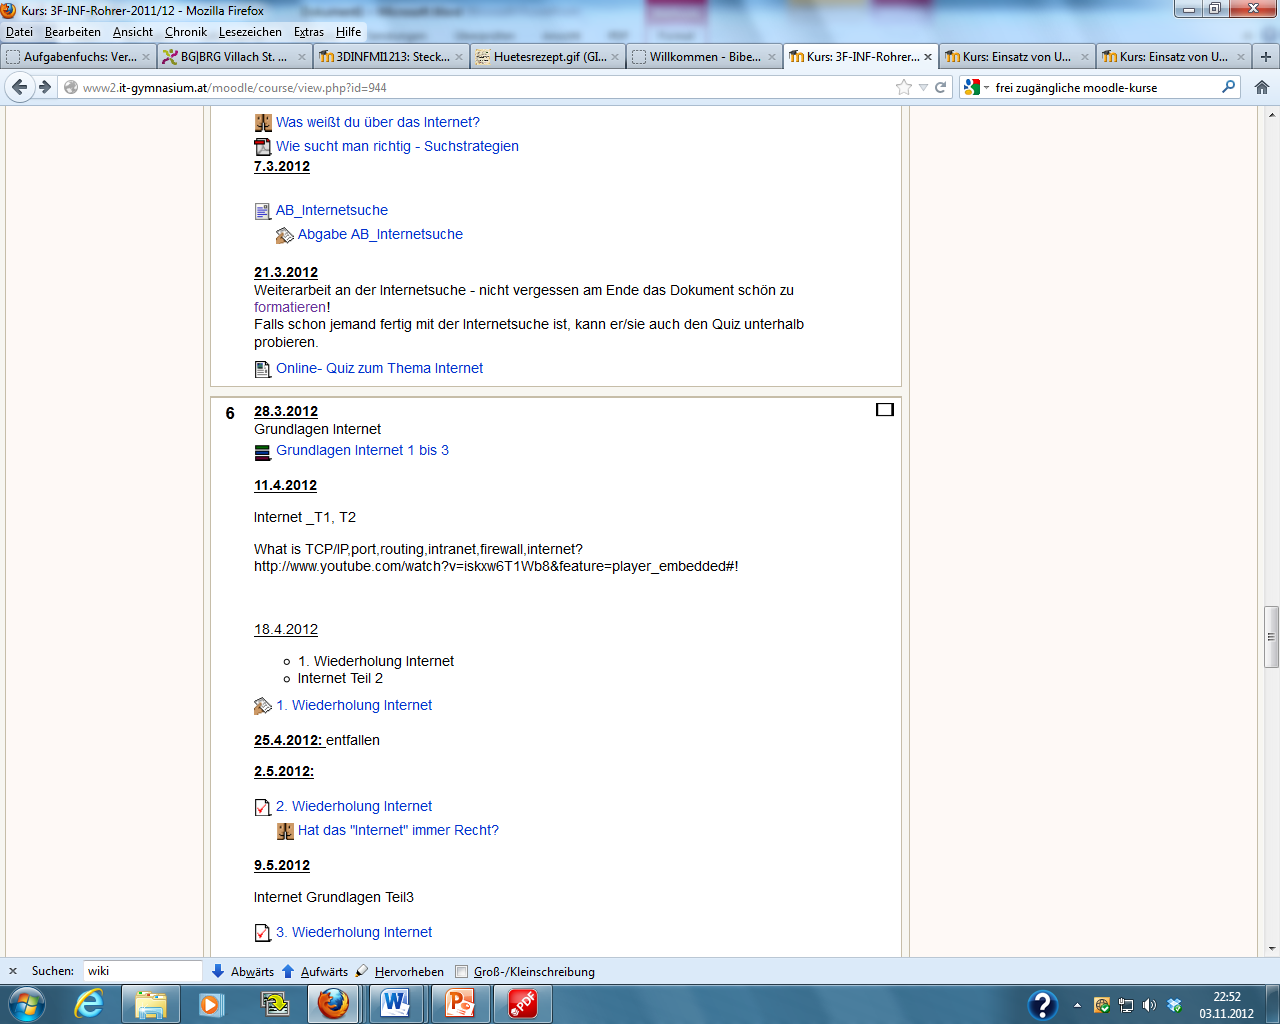 Kurs: 3F-INF-Rohrer-2011/12 - Mozilla Firefox
Datei Bearbeiten Ansicht Chronik Lesezeichen Extras Hilfe
Aufgabenfuchs: Ver... BG|BRG Villach St. ... 3DINFMI1213: Steck... Huetesrezept.gif (GI... Willkommen - Bibe... Kurs: 3F-INF-Rohrer... Kurs: Einsatz von U... Kurs: Einsatz von U...
www2.it-gymnasium.at/moodle/course/view.php?id=944 frei zugängliche moodle-kurse
Was weißt du über das Internet?
Wie sucht man richtig - Suchstrategien
7.3.2012
AB_Internetsuche
Abgabe AB_Internetsuche
21.3.2012
Weiterarbeit an der Internetsuche - nicht vergessen am Ende das Dokument schön zu
formatieren!
Falls schon jemand fertig mit der Internetsuche ist, kann er/sie auch den Quiz unterhalb
probieren.
Online- Quiz zum Thema Internet
6 28.3.2012
Grundlagen Internet
Grundlagen Internet 1 bis 3
11.4.2012
Internet _T1, T2
What is TCP/IP,port,routing,intranet,firewall,internet?
http://www.youtube.com/watch?v=iskxw6T1Wb8&feature=player_embedded#!
18.4.2012
1. Wiederholung Internet
Internet Teil 2
1. Wiederholung Internet
25.4.2012: entfallen
2.5.2012:
2. Wiederholung Internet
Hat das "Internet" immer Recht?
9.5.2012
Internet Grundlagen Teil3
3. Wiederholung Internet
Suchen: wiki Abwärts Aufwärts Hervorheben Groß-/Kleinschreibung
PDF
22:52
03.11.2012